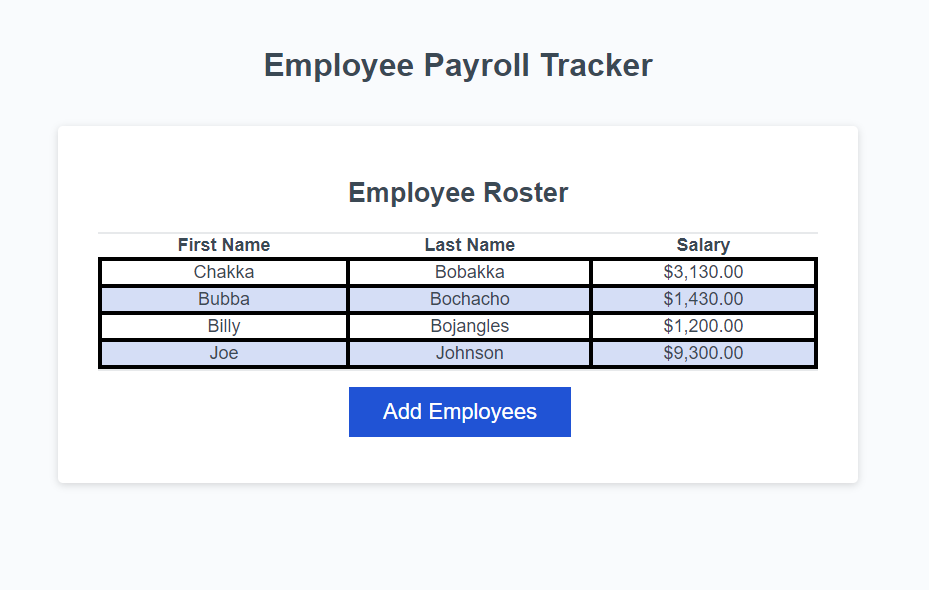 Employee Payroll Tracker
Employee Roster
First Name Last Name Salary
Chakka Bobakka $3,130.00
Bubba Bochacho $1,430.00
Billy Bojangles $1,200.00
Joe Johnson $9,300.00
Add Employees